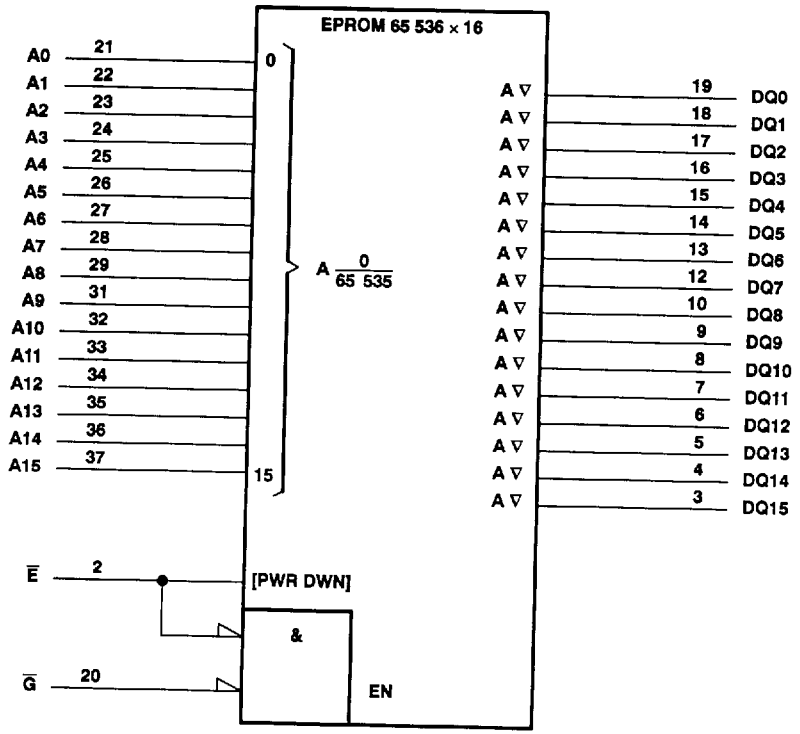 EPROM 65 536 × 16
A0 21 0
A1 22
A2 23
A3 24
A4 25
A5 26
A6 27
A7 28
A8 29
A9 31
A10 32
A11 33
A12 34
A13 35
A14 36
A15 37 15
A 0
65 535
A ▽ 19 DQ0
A ▽ 18 DQ1
A ▽ 17 DQ2
A ▽ 16 DQ3
A ▽ 15 DQ4
A ▽ 14 DQ5
A ▽ 13 DQ6
A ▽ 12 DQ7
A ▽ 10 DQ8
A ▽ 9 DQ9
A ▽ 8 DQ10
A ▽ 7 DQ11
A ▽ 6 DQ12
A ▽ 5 DQ13
A ▽ 4 DQ14
A ▽ 3 DQ15
E̅ 2 [PWR DWN]
&
G̅ 20 EN